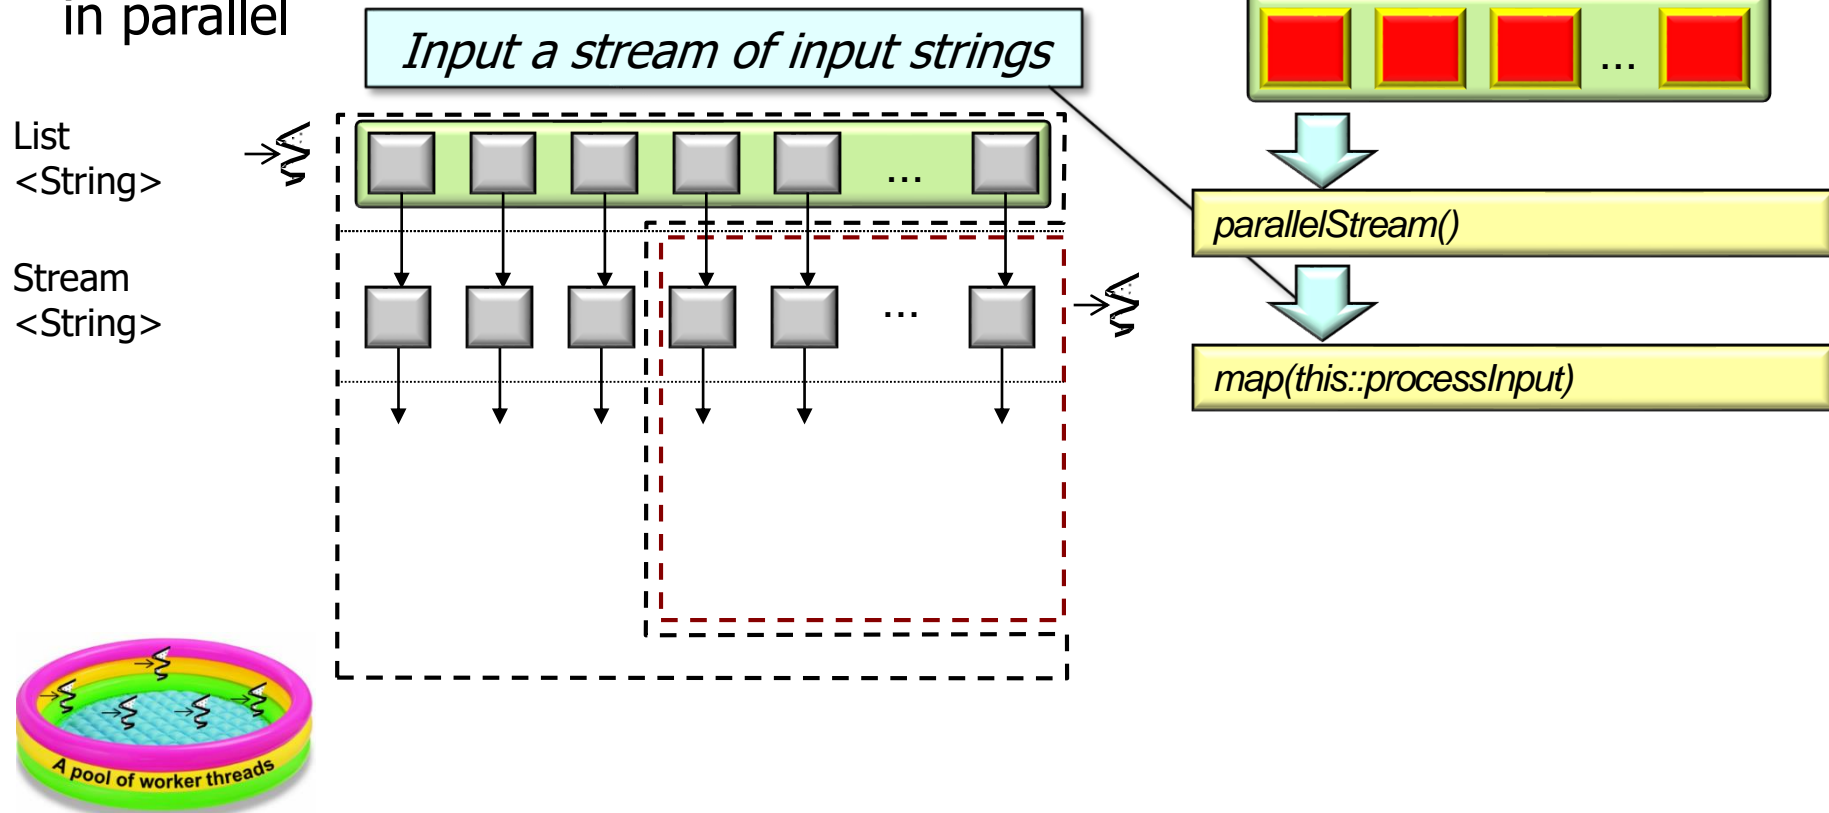 in parallel
Input a stream of input strings
...
List
<String>
...
parallelStream()
Stream
<String>
...
map(this::processInput)
A pool of worker threads